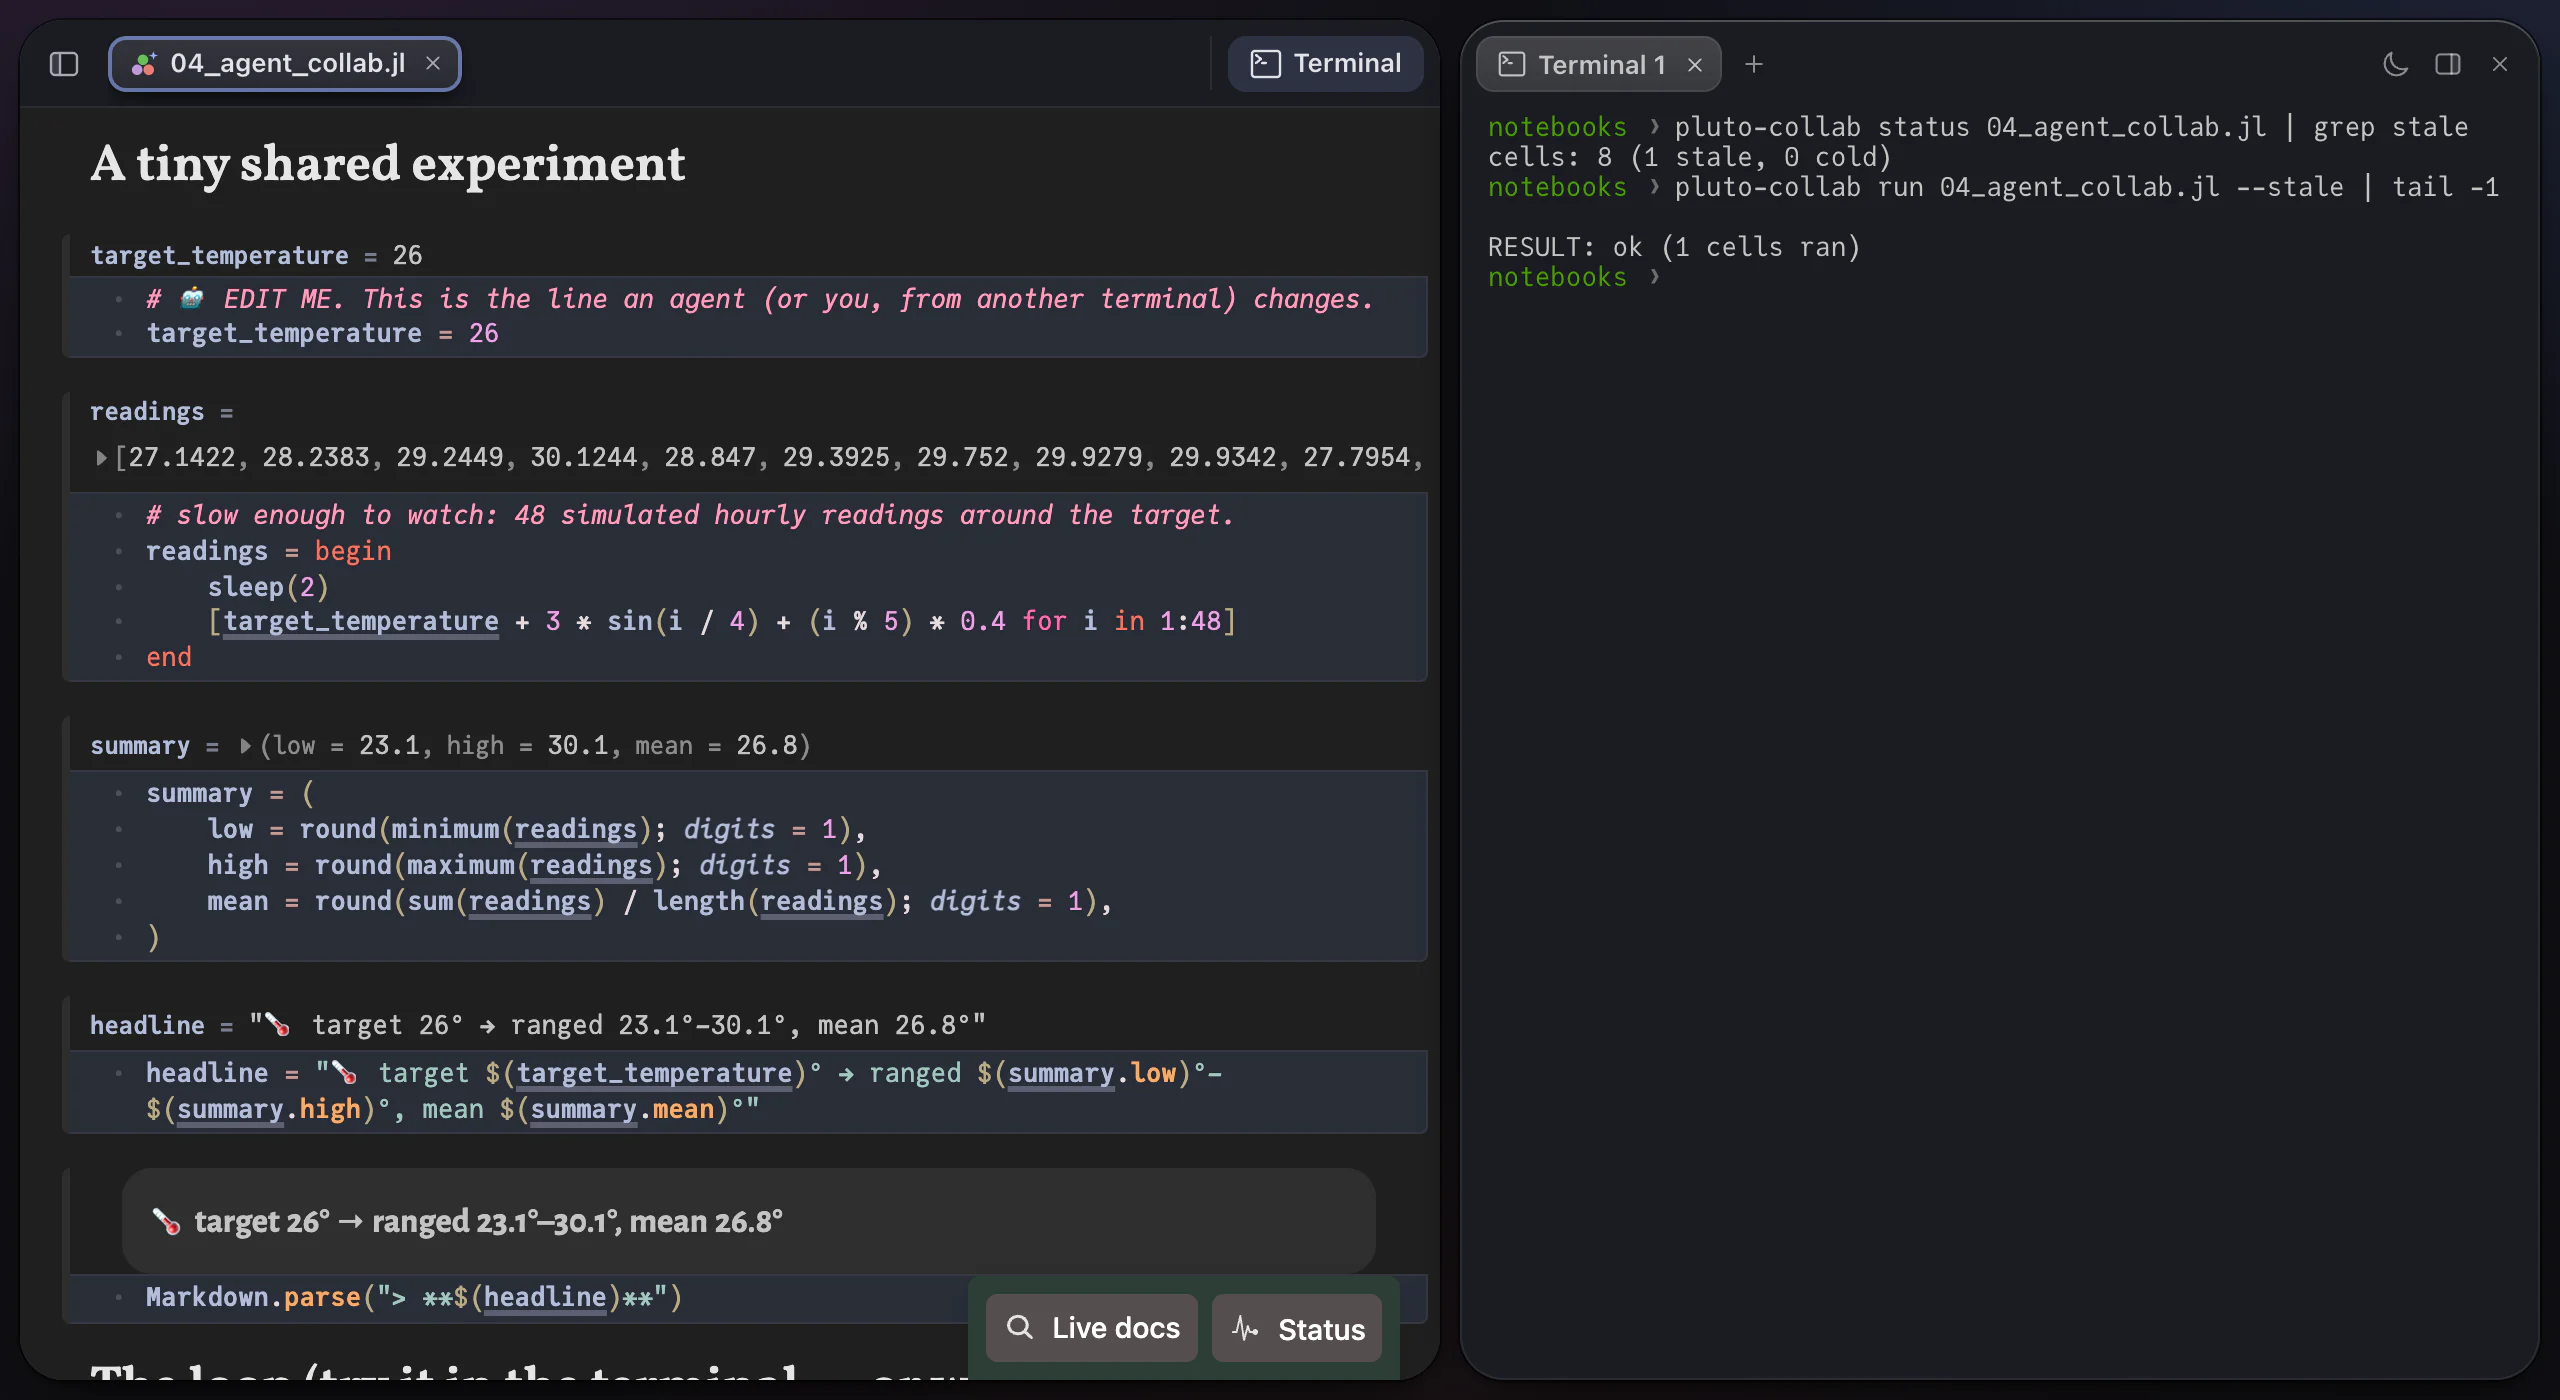 04_agent_collab.jl
Terminal
A tiny shared experiment
target_temperature = 26
# 🤖 EDIT ME. This is the line an agent (or you, from another terminal) changes.
target_temperature = 26
readings =
[27.1422, 28.2383, 29.2449, 30.1244, 28.847, 29.3925, 29.752, 29.9279, 29.9342, 27.7954,
# slow enough to watch: 48 simulated hourly readings around the target.
readings = begin
    sleep(2)
    [target_temperature + 3 * sin(i / 4) + (i % 5) * 0.4 for i in 1:48]
end
summary = (low = 23.1, high = 30.1, mean = 26.8)
summary = (
    low = round(minimum(readings); digits = 1),
    high = round(maximum(readings); digits = 1),
    mean = round(sum(readings) / length(readings); digits = 1),
)
headline = "🌡️ target 26° → ranged 23.1°–30.1°, mean 26.8°"
headline = "🌡️ target $(target_temperature)° → ranged $(summary.low)°–
$(summary.high)°, mean $(summary.mean)°"
🌡️ target 26° → ranged 23.1°–30.1°, mean 26.8°
Markdown.parse("> **$(headline)**")
Live docs
Status
The loop (try it in the terminal
Terminal 1
notebooks › pluto-collab status 04_agent_collab.jl | grep stale
cells: 8 (1 stale, 0 cold)
notebooks › pluto-collab run 04_agent_collab.jl --stale | tail -1
RESULT: ok (1 cells ran)
notebooks ›